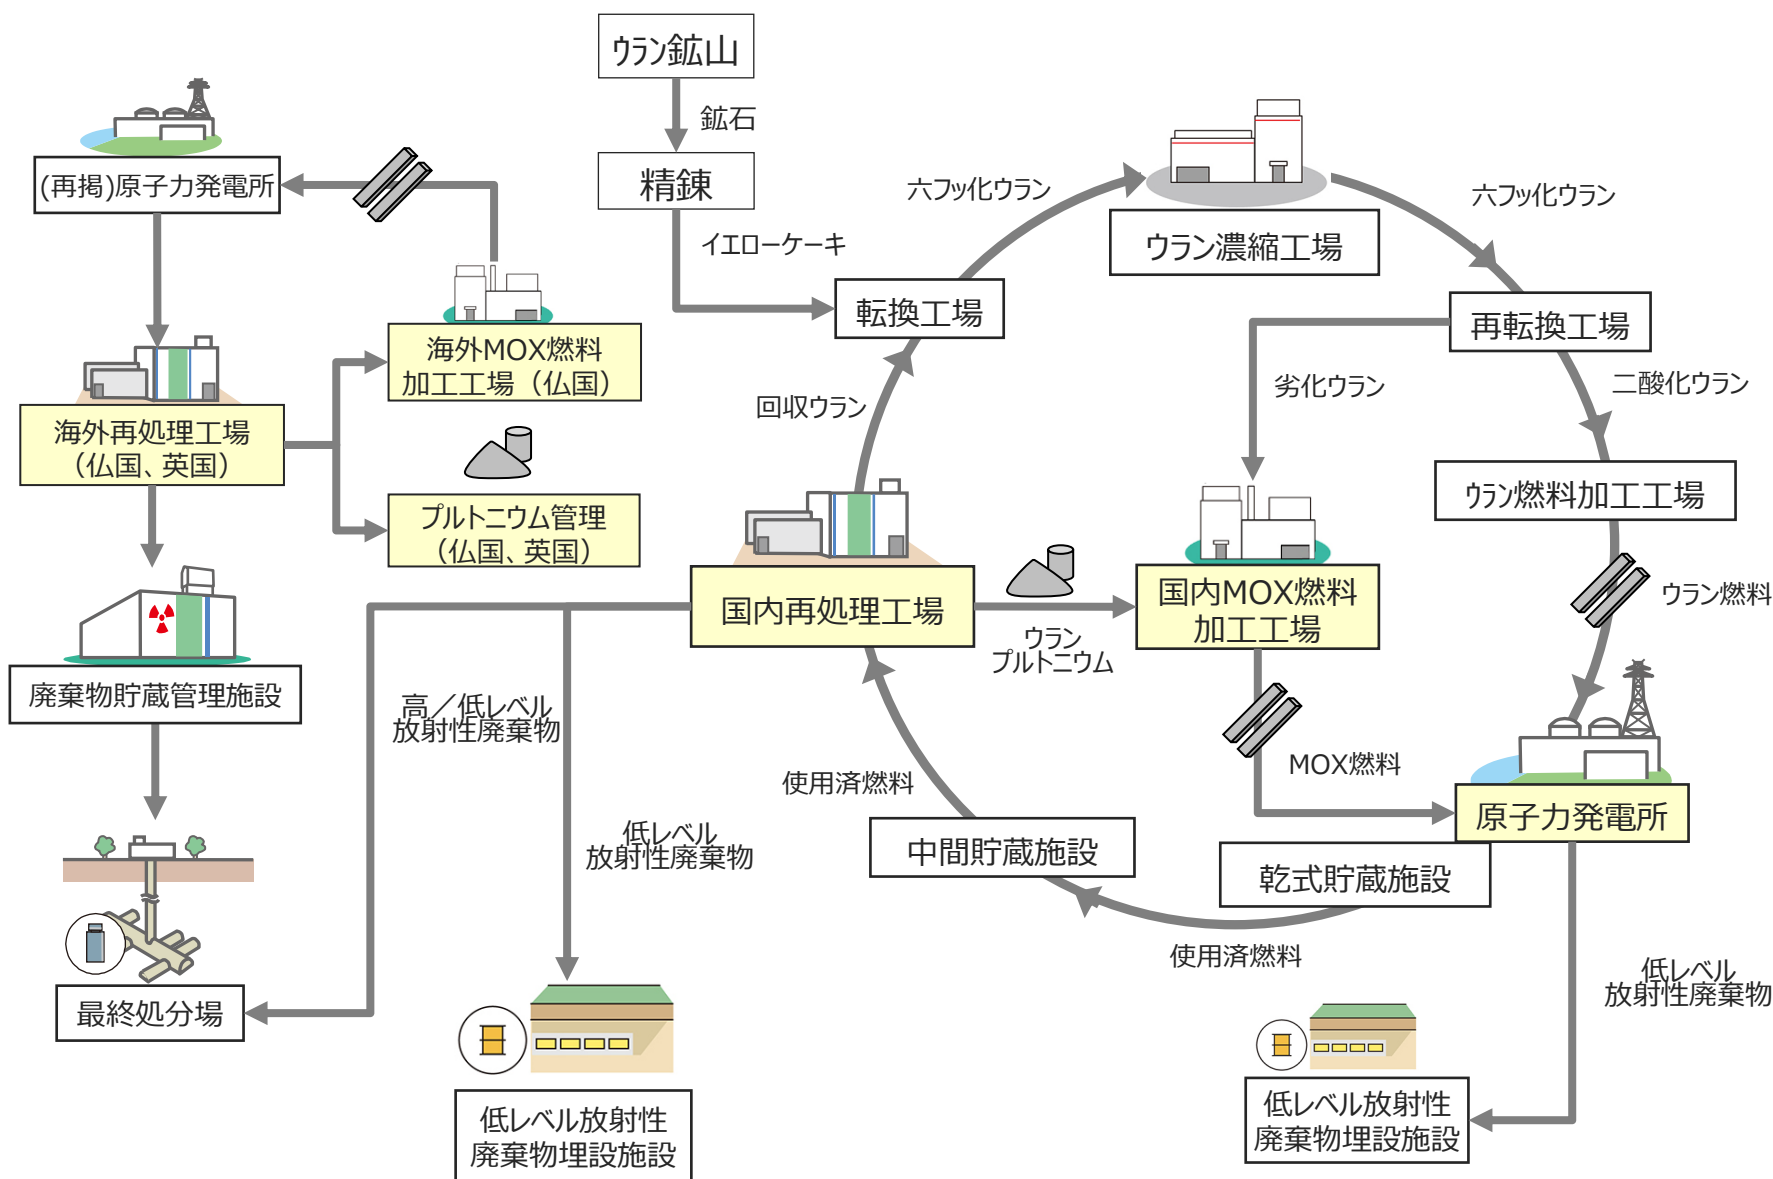 ウラン鉱山
鉱石
精錬
イエローケーキ
転換工場
六フッ化ウラン
ウラン濃縮工場
六フッ化ウラン
再転換工場
劣化ウラン
二酸化ウラン
ウラン燃料加工工場
ウラン燃料
回収ウラン
国内再処理工場
ウラン
プルトニウム
国内MOX燃料
加工工場
MOX燃料
原子力発電所
乾式貯蔵施設
使用済燃料
中間貯蔵施設
使用済燃料
低レベル
放射性廃棄物
低レベル放射性
廃棄物埋設施設
高／低レベル
放射性廃棄物
低レベル
放射性廃棄物
低レベル放射性
廃棄物埋設施設
(再掲)原子力発電所
海外MOX燃料
加工工場（仏国）
海外再処理工場
（仏国、英国）
プルトニウム管理
（仏国、英国）
廃棄物貯蔵管理施設
最終処分場